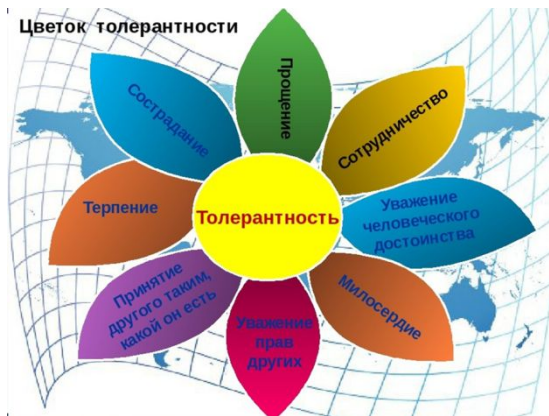 Цветок толерантности
Прощение
Сотрудничество
Уважение
человеческого
достоинства
Милосердие
Уважение
прав
других
Принятие
другого таким,
какой он есть
Терпение
Сострадание
Толерантность